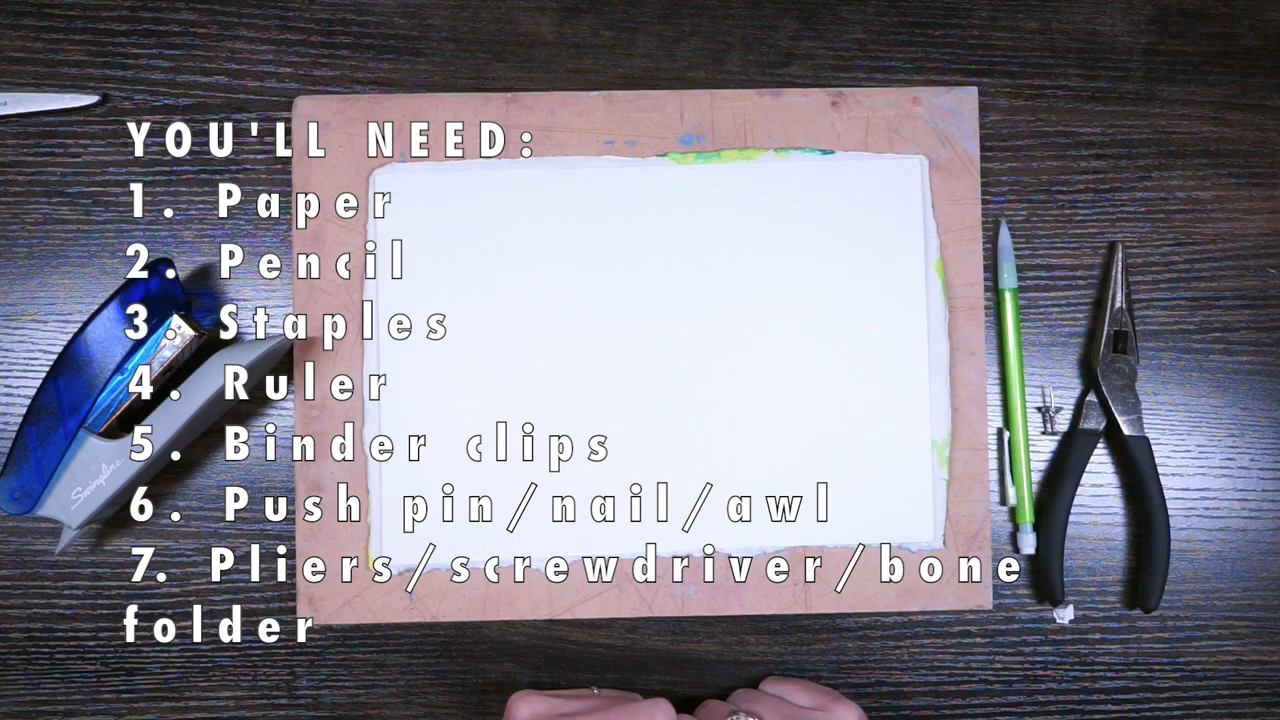 YOU'LL NEED:
1. Paper
2. Pencil
3. Staples
4. Ruler
5. Binder clips
6. Push pin/nail/awl
7. Pliers/screwdriver/bone
folder
Swingline